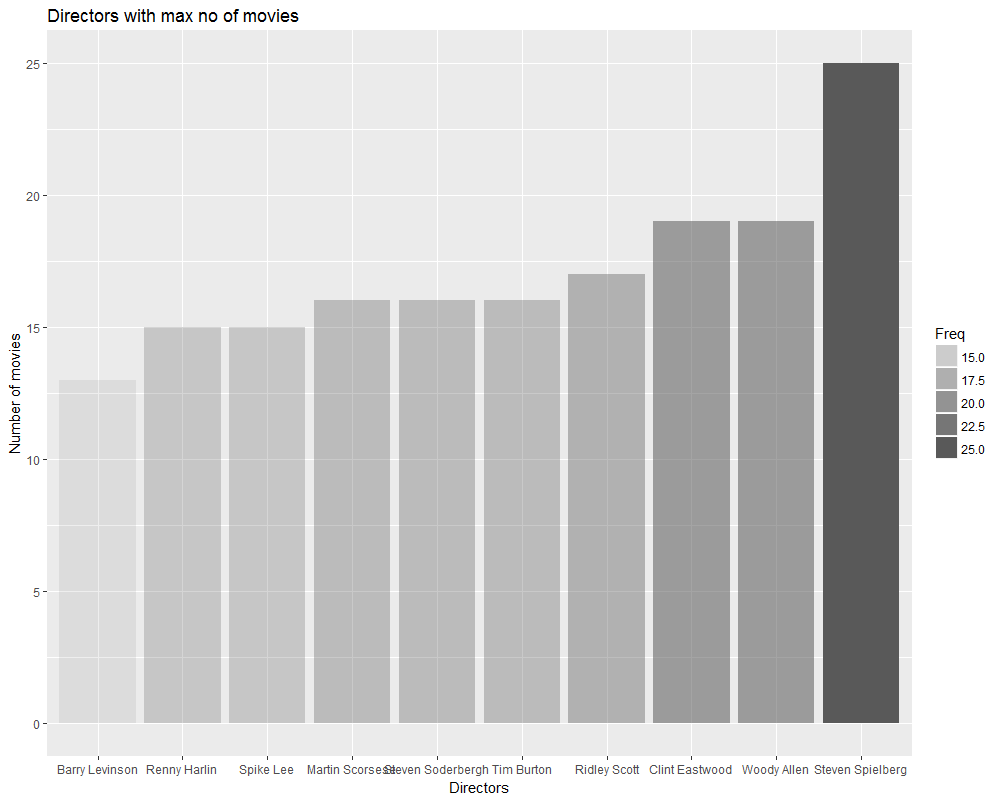 Directors with max no of movies
Number of movies
25
20
15
10
5
0
Barry Levinson Renny Harlin Spike Lee Martin Scorsese Steven Soderbergh Tim Burton Ridley Scott Clint Eastwood Woody Allen Steven Spielberg
Directors
Freq
15.0
17.5
20.0
22.5
25.0